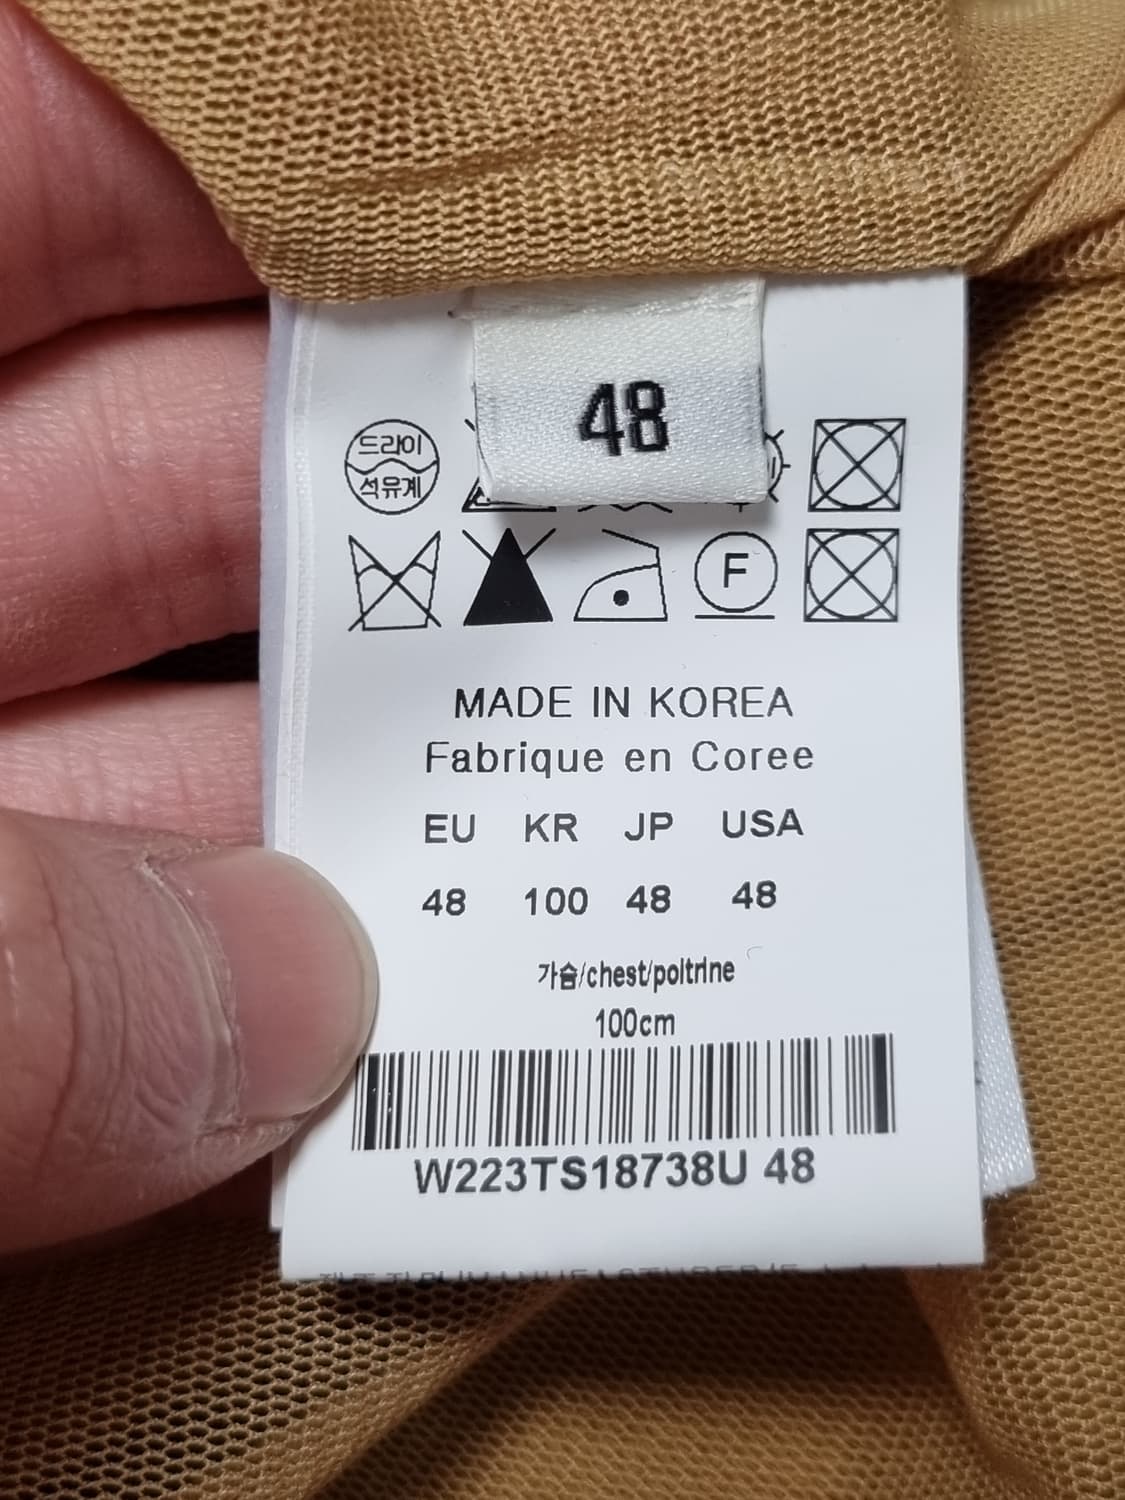 48
드라이
석유계
F
MADE IN KOREA
Fabrique en Coree
EU KR JP USA
48 100 48 48
가슴/chest/poltrine
100cm
W223TS18738U 48